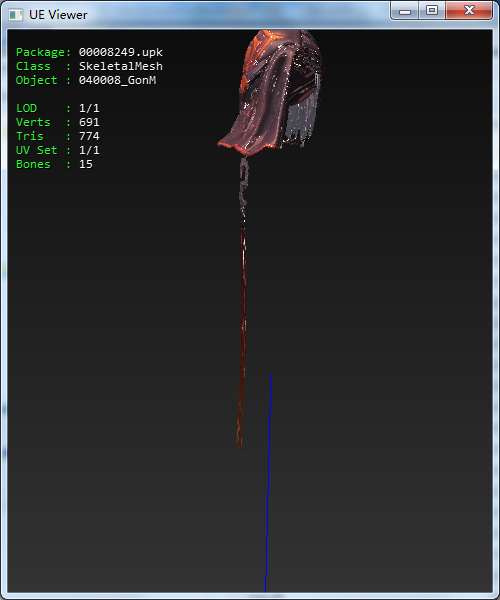 UE Viewer
Package: 00008249.upk
Class  : SkeletalMesh
Object : 040008_GonM
LOD    : 1/1
Verts  : 691
Tris   : 774
UV Set : 1/1
Bones  : 15